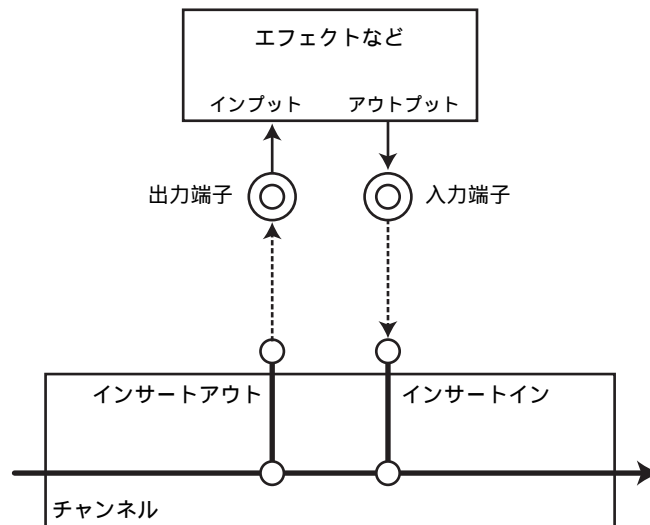 エフェクトなど
インプット
アウトプット
出力端子
入力端子
インサートアウト
インサートイン
チャンネル